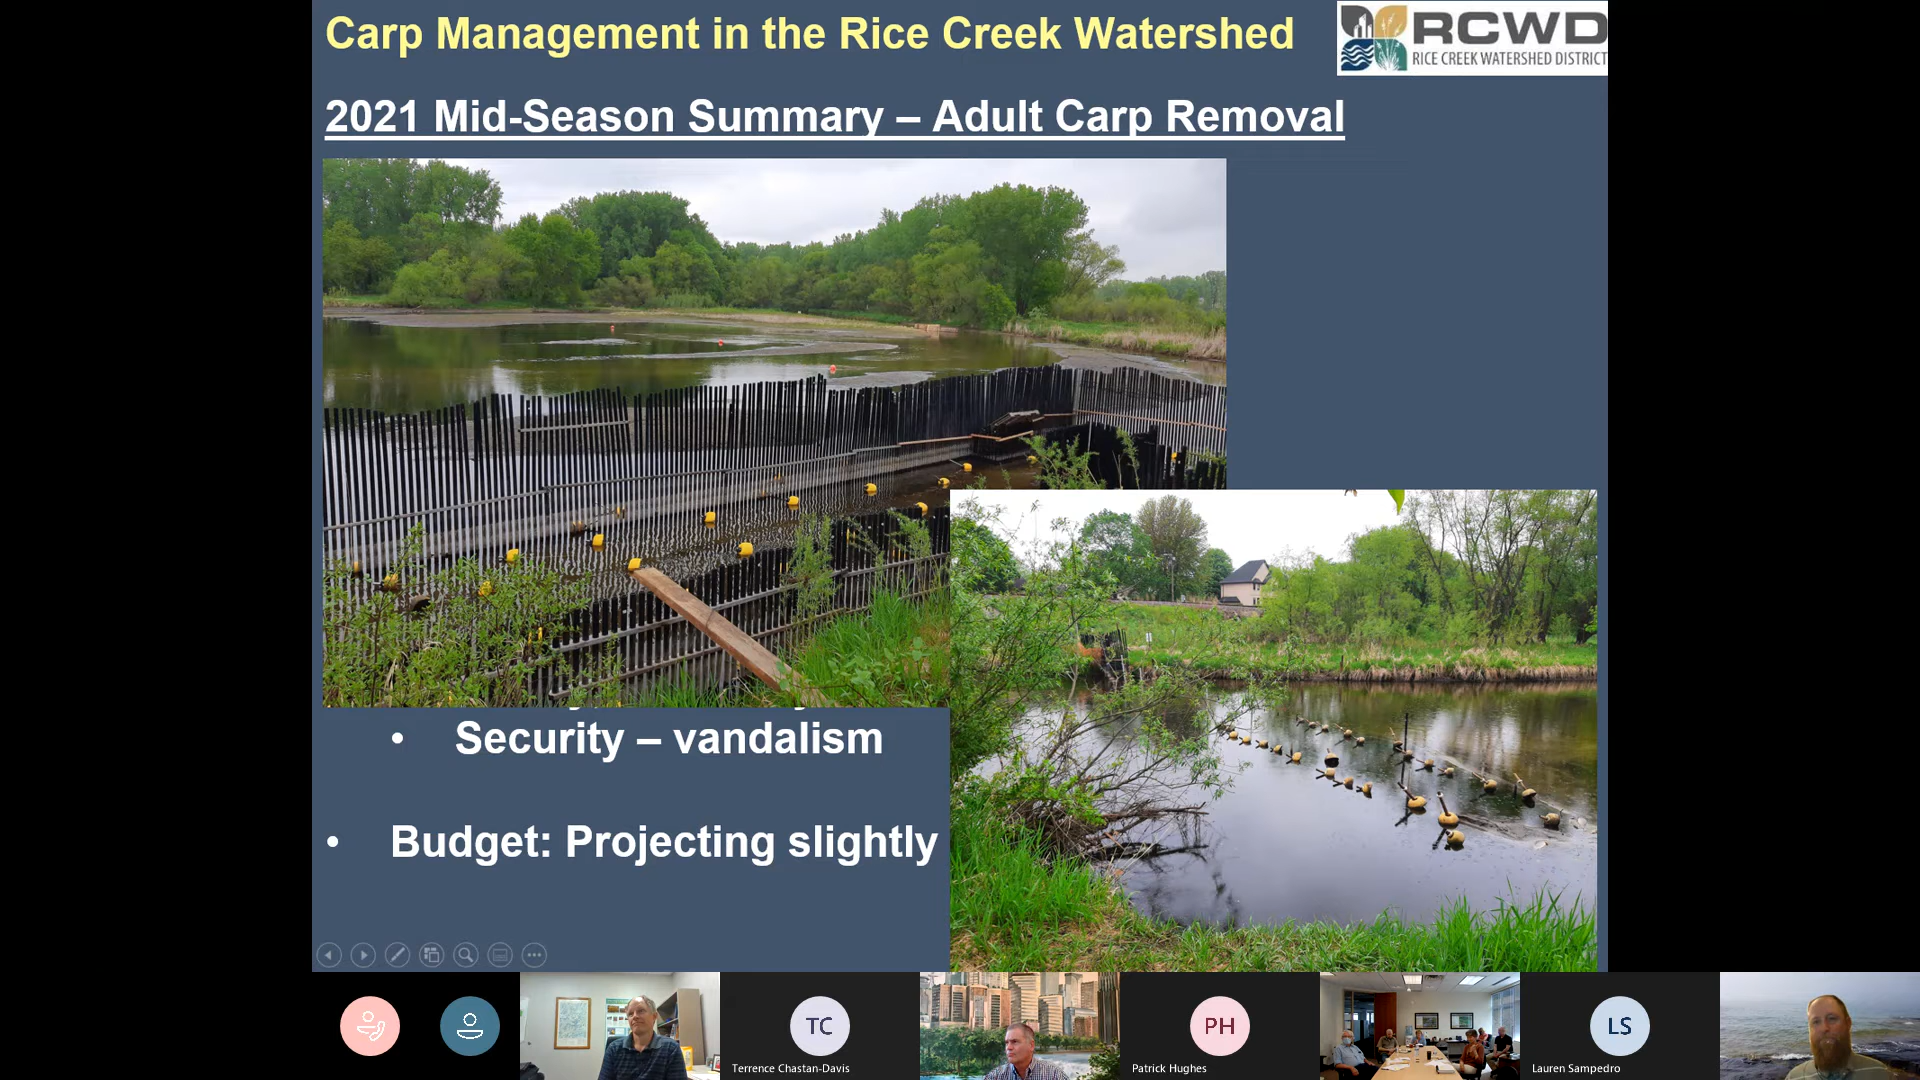 Carp Management in the Rice Creek Watershed
RCWD
RICE CREEK WATERSHED DISTRICT
2021 Mid-Season Summary – Adult Carp Removal
• Security – vandalism
• Budget: Projecting slightly
TC
Terrence Chastan-Davis
PH
Patrick Hughes
LS
Lauren Sampedro